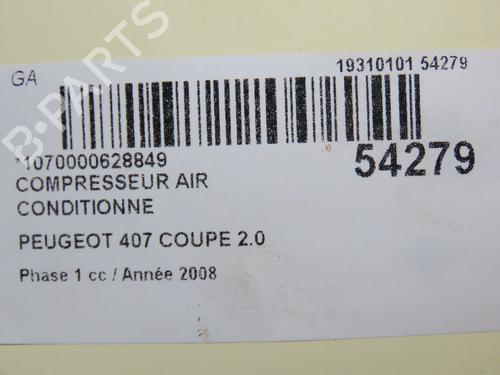 GA
19310101 54279
*1070000628849
54279
COMPRESSEUR AIR
CONDITIONNE
PEUGEOT 407 COUPE 2.0
Phase 1 cc / Année 2008
B-PARTS